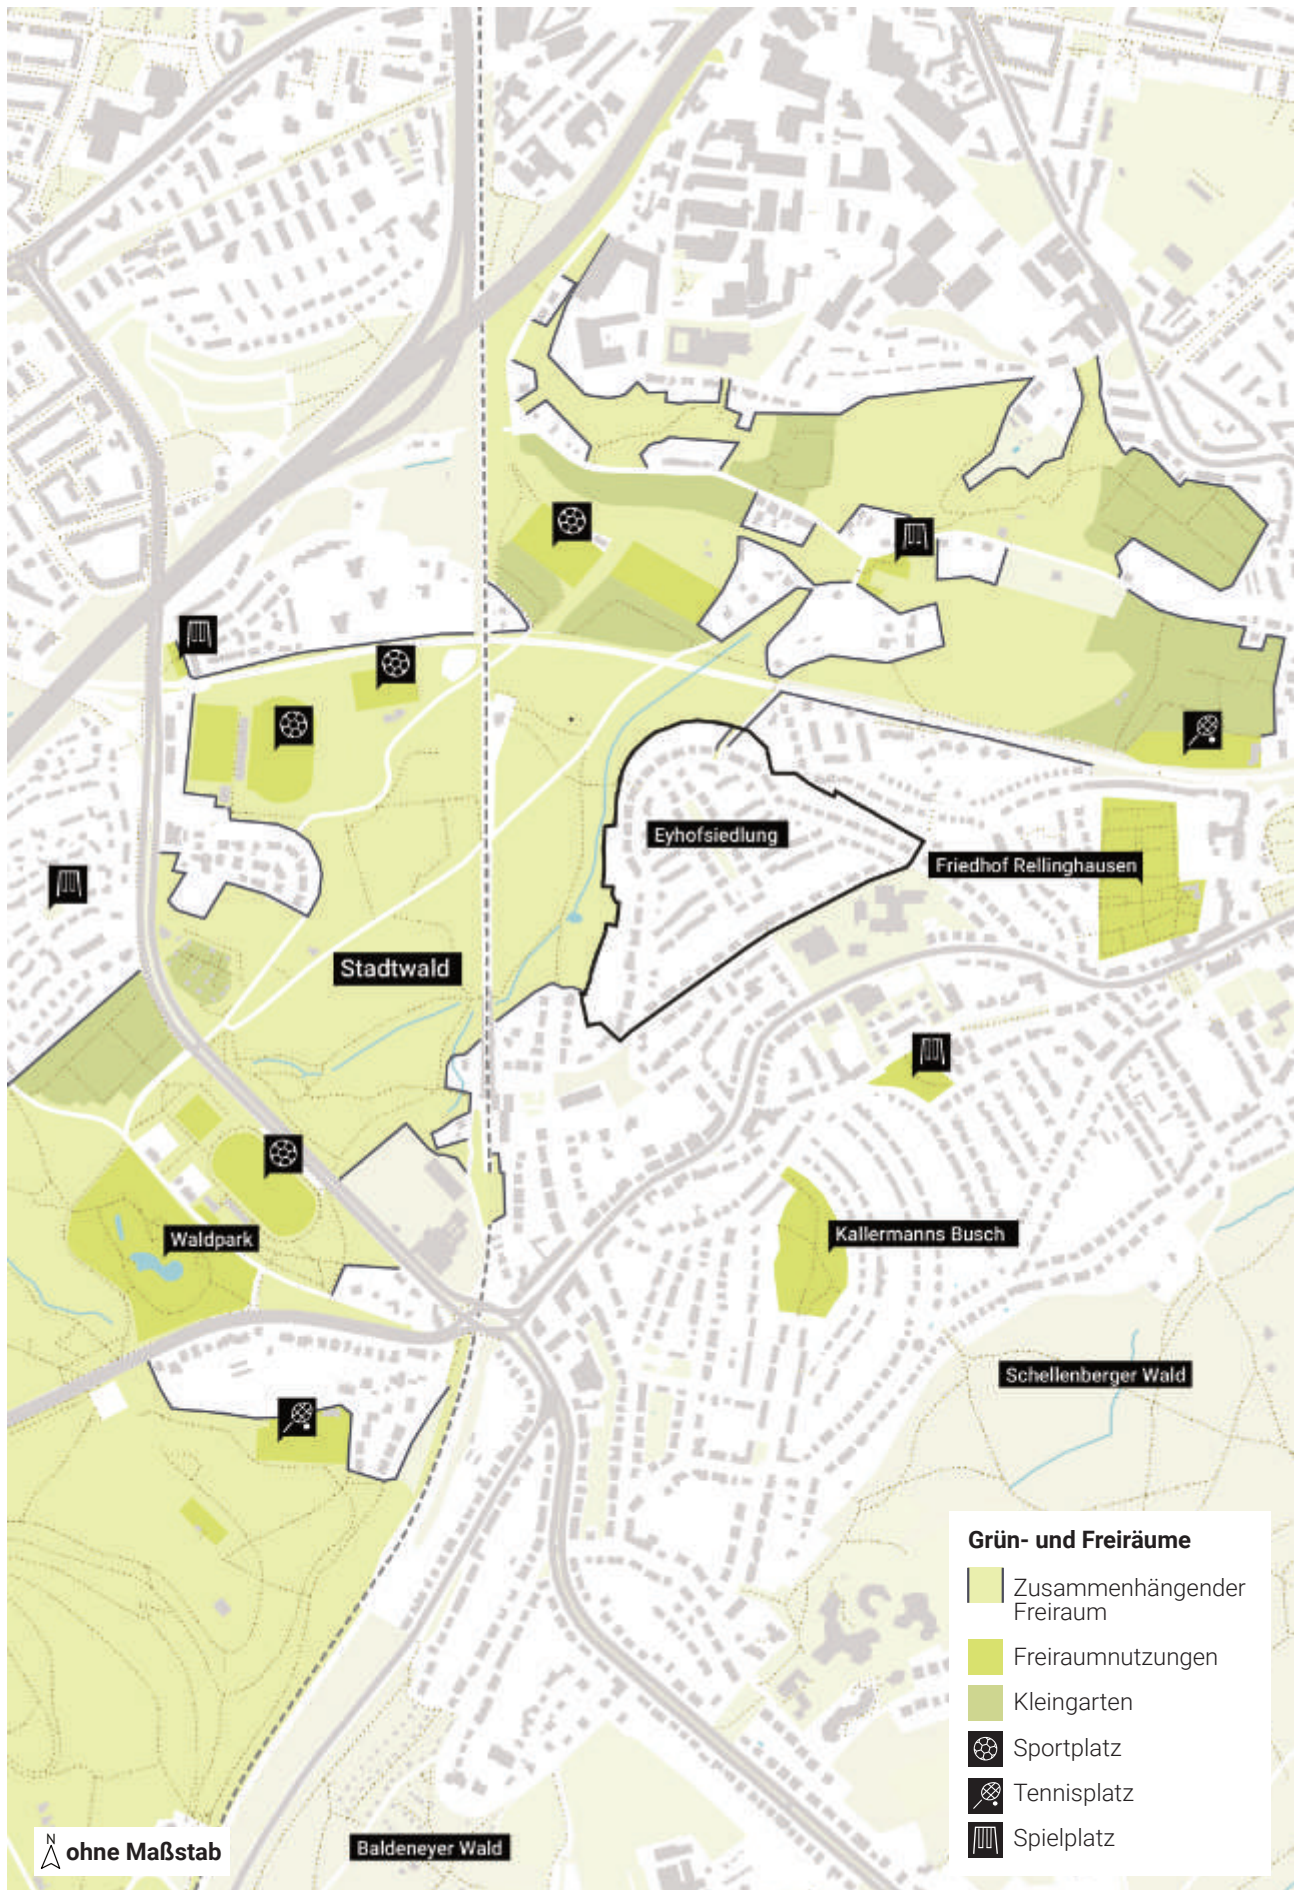 Eyhofsiedlung
Friedhof Rellinghausen
Stadtwald
Waldpark
Kallermanns Busch
Schellenberger Wald
Baldeneyer Wald
N
ohne Maßstab
Grün- und Freiräume
Zusammenhängender
Freiraum
Freiraumnutzungen
Kleingarten
Sportplatz
Tennisplatz
Spielplatz